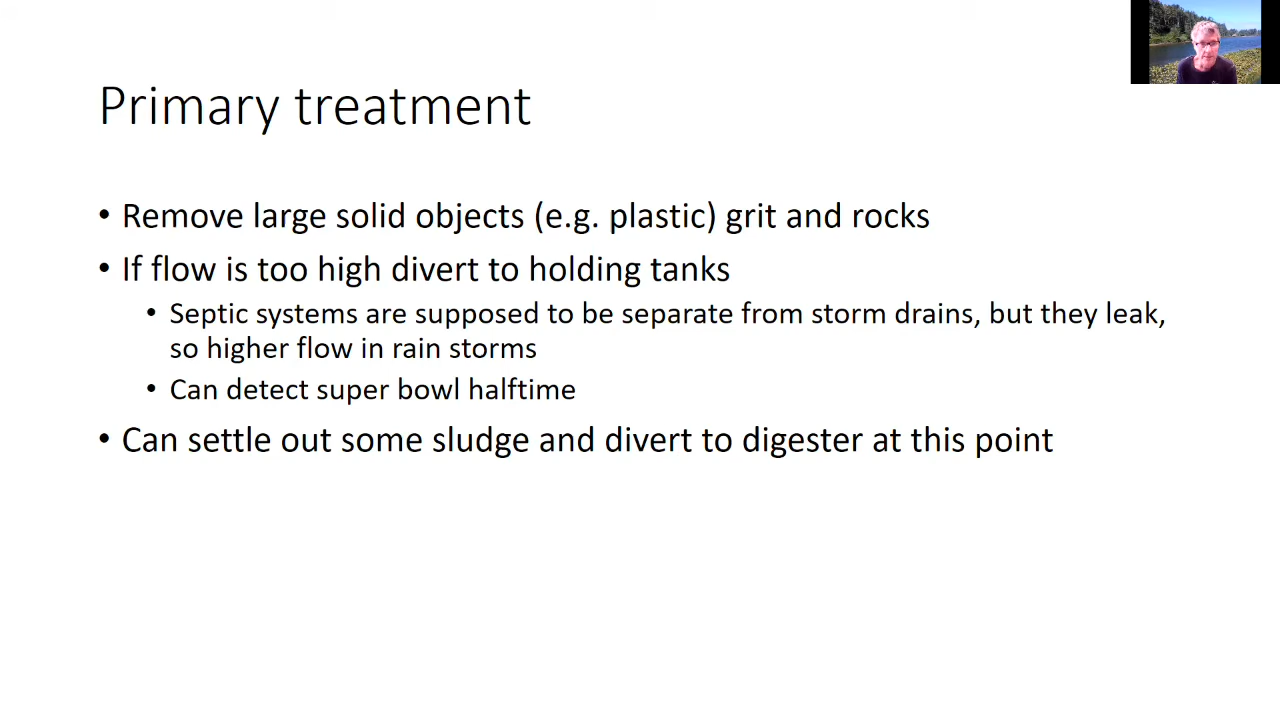 Primary treatment
• Remove large solid objects (e.g. plastic) grit and rocks
• If flow is too high divert to holding tanks
• Septic systems are supposed to be separate from storm drains, but they leak,
so higher flow in rain storms
• Can detect super bowl halftime
• Can settle out some sludge and divert to digester at this point